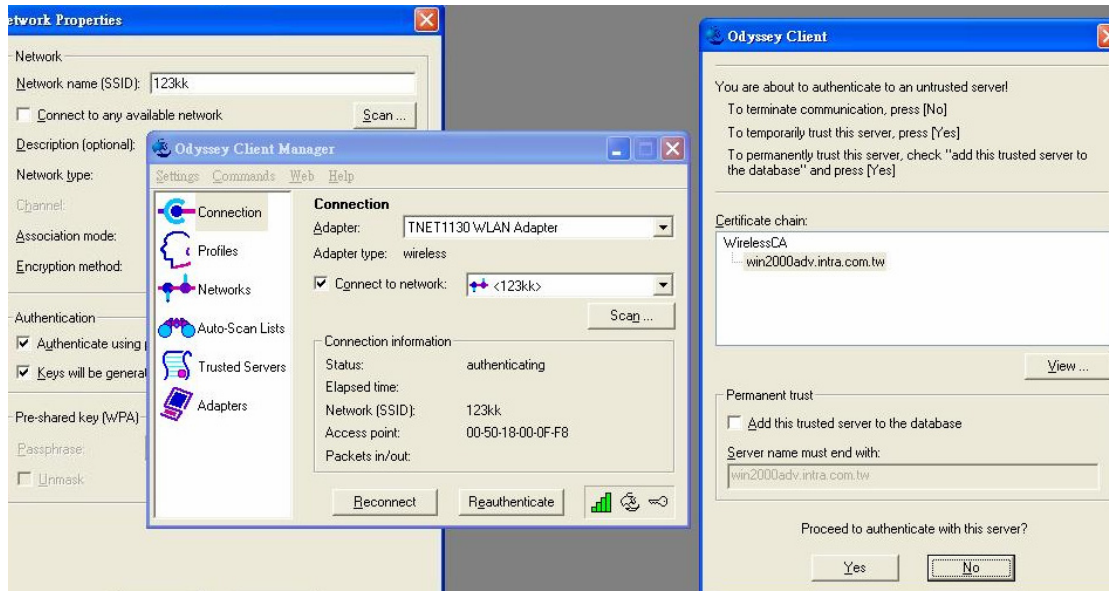 etwork Properties
Network
Network name (SSID): 123kk
Connect to any available network
Scan ...
Description (optional):
Network type:
Channel:
Association mode:
Encryption method:
Authentication
Authenticate using
Keys will be generat
Pre-shared key (WPA)
Passphrase:
Unmask
Odyssey Client Manager
Settings Commands Web Help
Connection
Profiles
Networks
Auto-Scan Lists
Trusted Servers
Adapters
Connection
Adapter: TNET1130 WLAN Adapter
Adapter type: wireless
Connect to network: <123kk>
Scan ...
Connection information
Status: authenticating
Elapsed time:
Network (SSID): 123kk
Access point: 00-50-18-00-0F-F8
Packets in/out:
Reconnect Reauthenticate
Odyssey Client
You are about to authenticate to an untrusted server!
To terminate communication, press [No]
To temporarily trust this server, press [Yes]
To permanently trust this server, check "add this trusted server to
the database" and press [Yes]
Certificate chain:
WirelessCA
win2000adv.intra.com.tw
View ...
Permanent trust
Add this trusted server to the database
Server name must end with:
win2000adv.intra.com.tw
Proceed to authenticate with this server?
Yes No